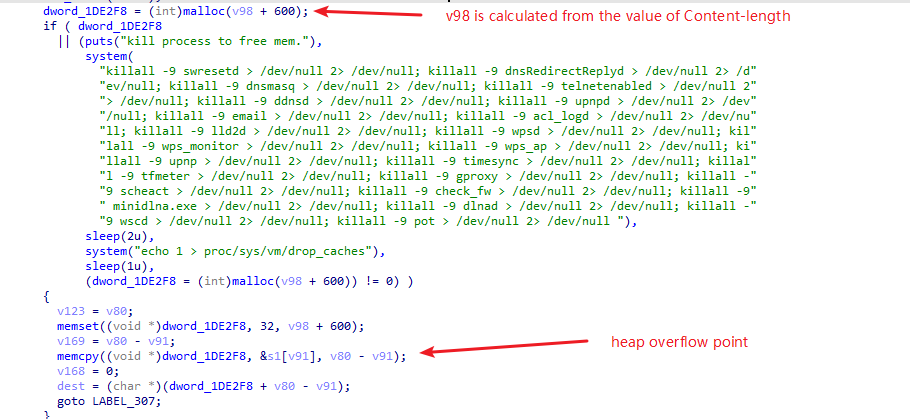 dword_1DE2F8 = (int)malloc(v98 + 600); v98 is calculated from the value of Content-length
if ( dword_1DE2F8
|| (puts("kill process to free mem."),
system(
"killall -9 swresetd > /dev/null 2> /dev/null; killall -9 dnsRedirectReplyd > /dev/null 2> /d"
"ev/null; killall -9 dnsmasq > /dev/null 2> /dev/null; killall -9 telnetenabled > /dev/null 2"
"> /dev/null; killall -9 ddnsd > /dev/null 2> /dev/null; killall -9 upnpd > /dev/null 2> /dev"
"/null; killall -9 email > /dev/null 2> /dev/null; killall -9 acl_logd > /dev/null 2> /dev/nu"
"ll; killall -9 lld2d > /dev/null 2> /dev/null; killall -9 wpsd > /dev/null 2> /dev/null; kil"
"lall -9 wps_monitor > /dev/null 2> /dev/null; killall -9 wps_ap > /dev/null 2> /dev/null; ki"
"llall -9 upnp > /dev/null 2> /dev/null; killall -9 timesync > /dev/null 2> /dev/null; killal"
"l -9 tfmeter > /dev/null 2> /dev/null; killall -9 gproxy > /dev/null 2> /dev/null; killall -"
"9 scheact > /dev/null 2> /dev/null; killall -9 check_fw > /dev/null 2> /dev/null; killall -9"
" minidlna.exe > /dev/null 2> /dev/null; killall -9 dlnad > /dev/null 2> /dev/null; killall -"
"9 wscd > /dev/null 2> /dev/null; killall -9 pot > /dev/null 2> /dev/null "),
sleep(2u),
system("echo 1 > proc/sys/vm/drop_caches"),
sleep(1u),
(dword_1DE2F8 = (int)malloc(v98 + 600)) != 0) )
{
v123 = v80;
memset((void *)dword_1DE2F8, 32, v98 + 600);
v169 = v80 - v91;
memcpy((void *)dword_1DE2F8, &s1[v91], v80 - v91); heap overflow point
v168 = 0;
dest = (char *)(dword_1DE2F8 + v80 - v91);
goto LABEL_307;
}